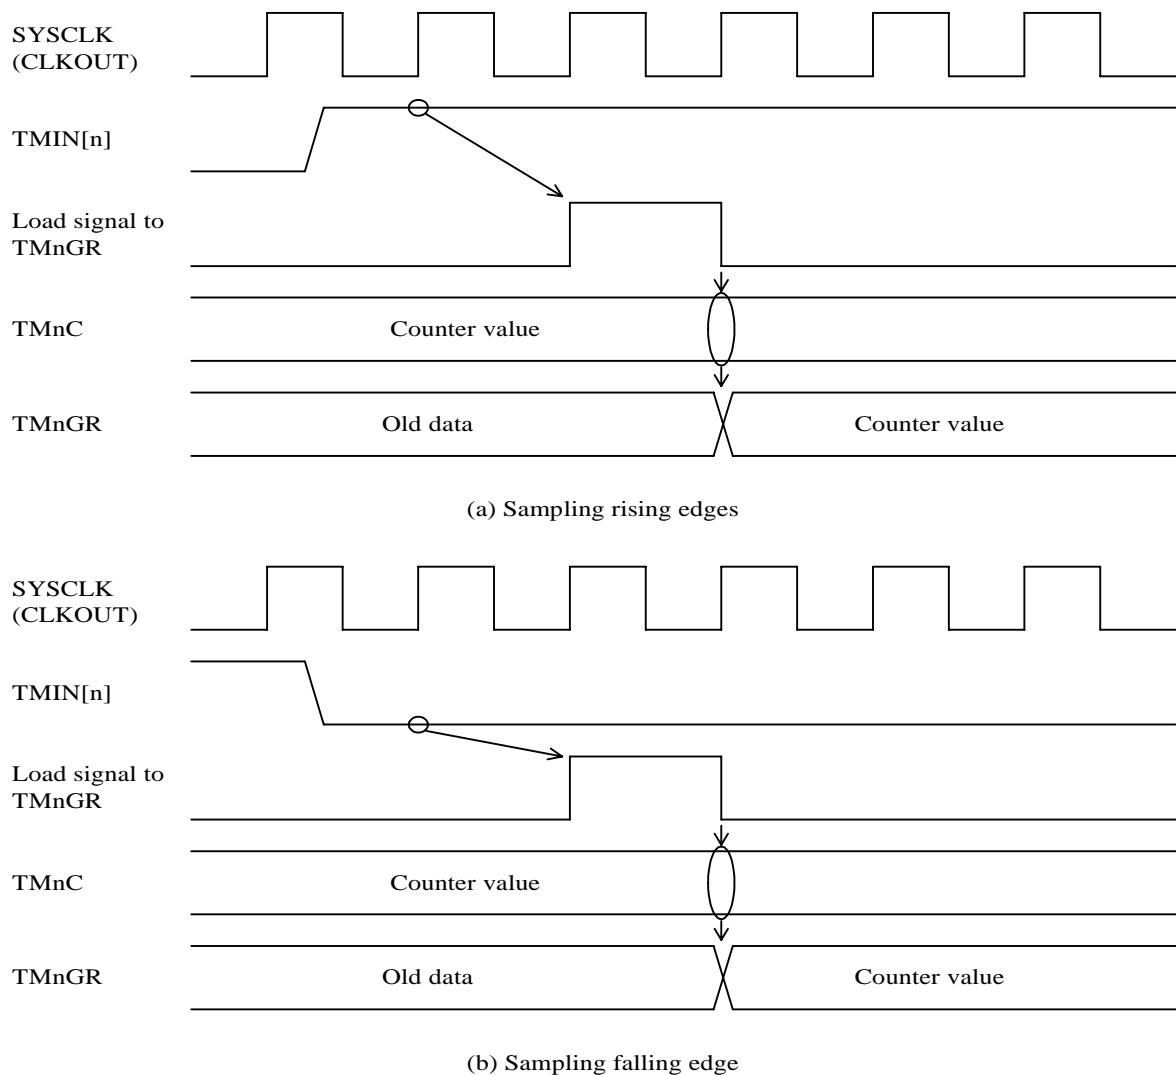 SYSCLK
(CLKOUT)
TMIN[n]
Load signal to
TMnGR
TMnC
Counter value
TMnGR
Old data
Counter value
(a) Sampling rising edges
SYSCLK
(CLKOUT)
TMIN[n]
Load signal to
TMnGR
TMnC
Counter value
TMnGR
Old data
Counter value
(b) Sampling falling edge